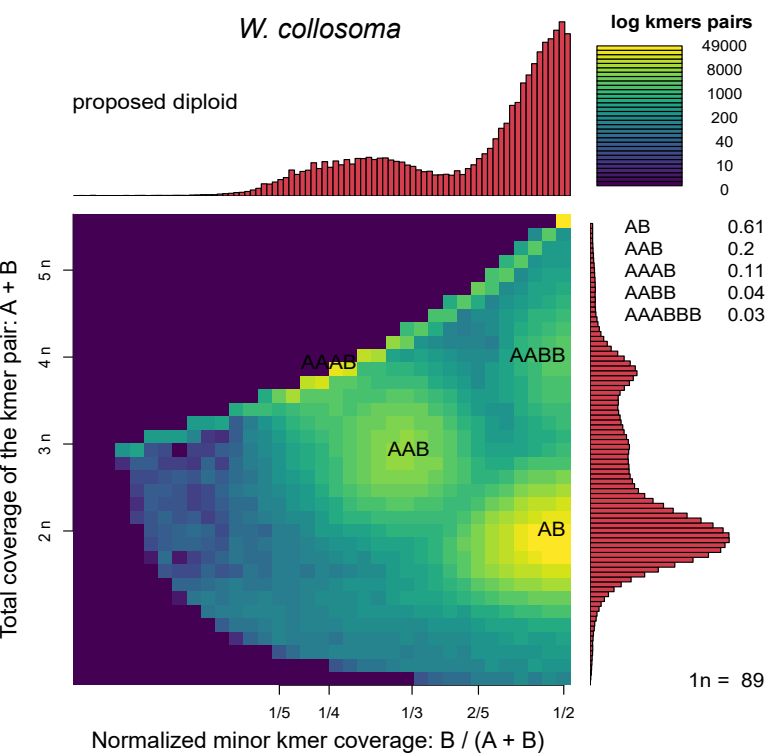 W. collosoma
log kmers pairs
proposed diploid
49000
8000
1000
200
40
10
0
AB 0.61
AAB 0.2
AAAB 0.11
AABB 0.04
AAABBB 0.03
Total coverage of the kmer pair: A + B
5 n
4 n
3 n
2 n
AAAB
AABB
AAB
AB
1n = 89
1/5 1/4 1/3 2/5 1/2
Normalized minor kmer coverage: B / (A + B)